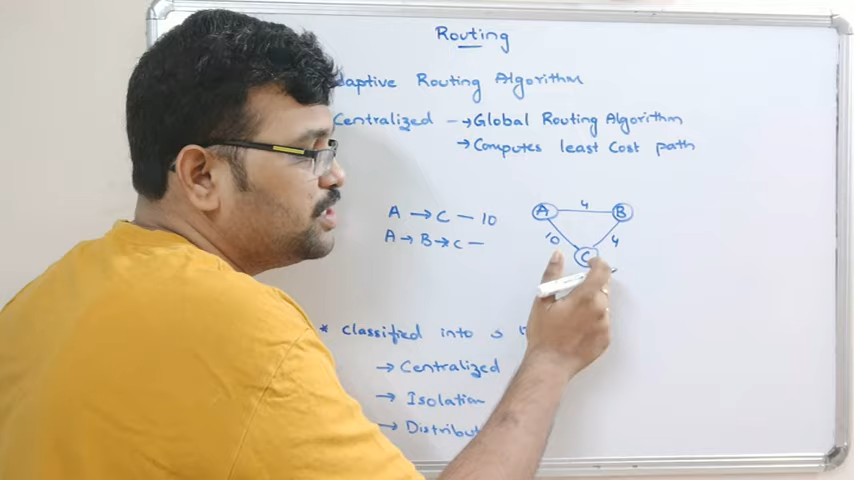 Routing
daptive Routing Algorithm
Centralized - → Global Routing Algorithm
→ Computes least Cost path
A → C - 10
A → B → C -
A 4 B
10 4
C
* classified into 3
→ Centralized
→ Isolation
→ Distribut